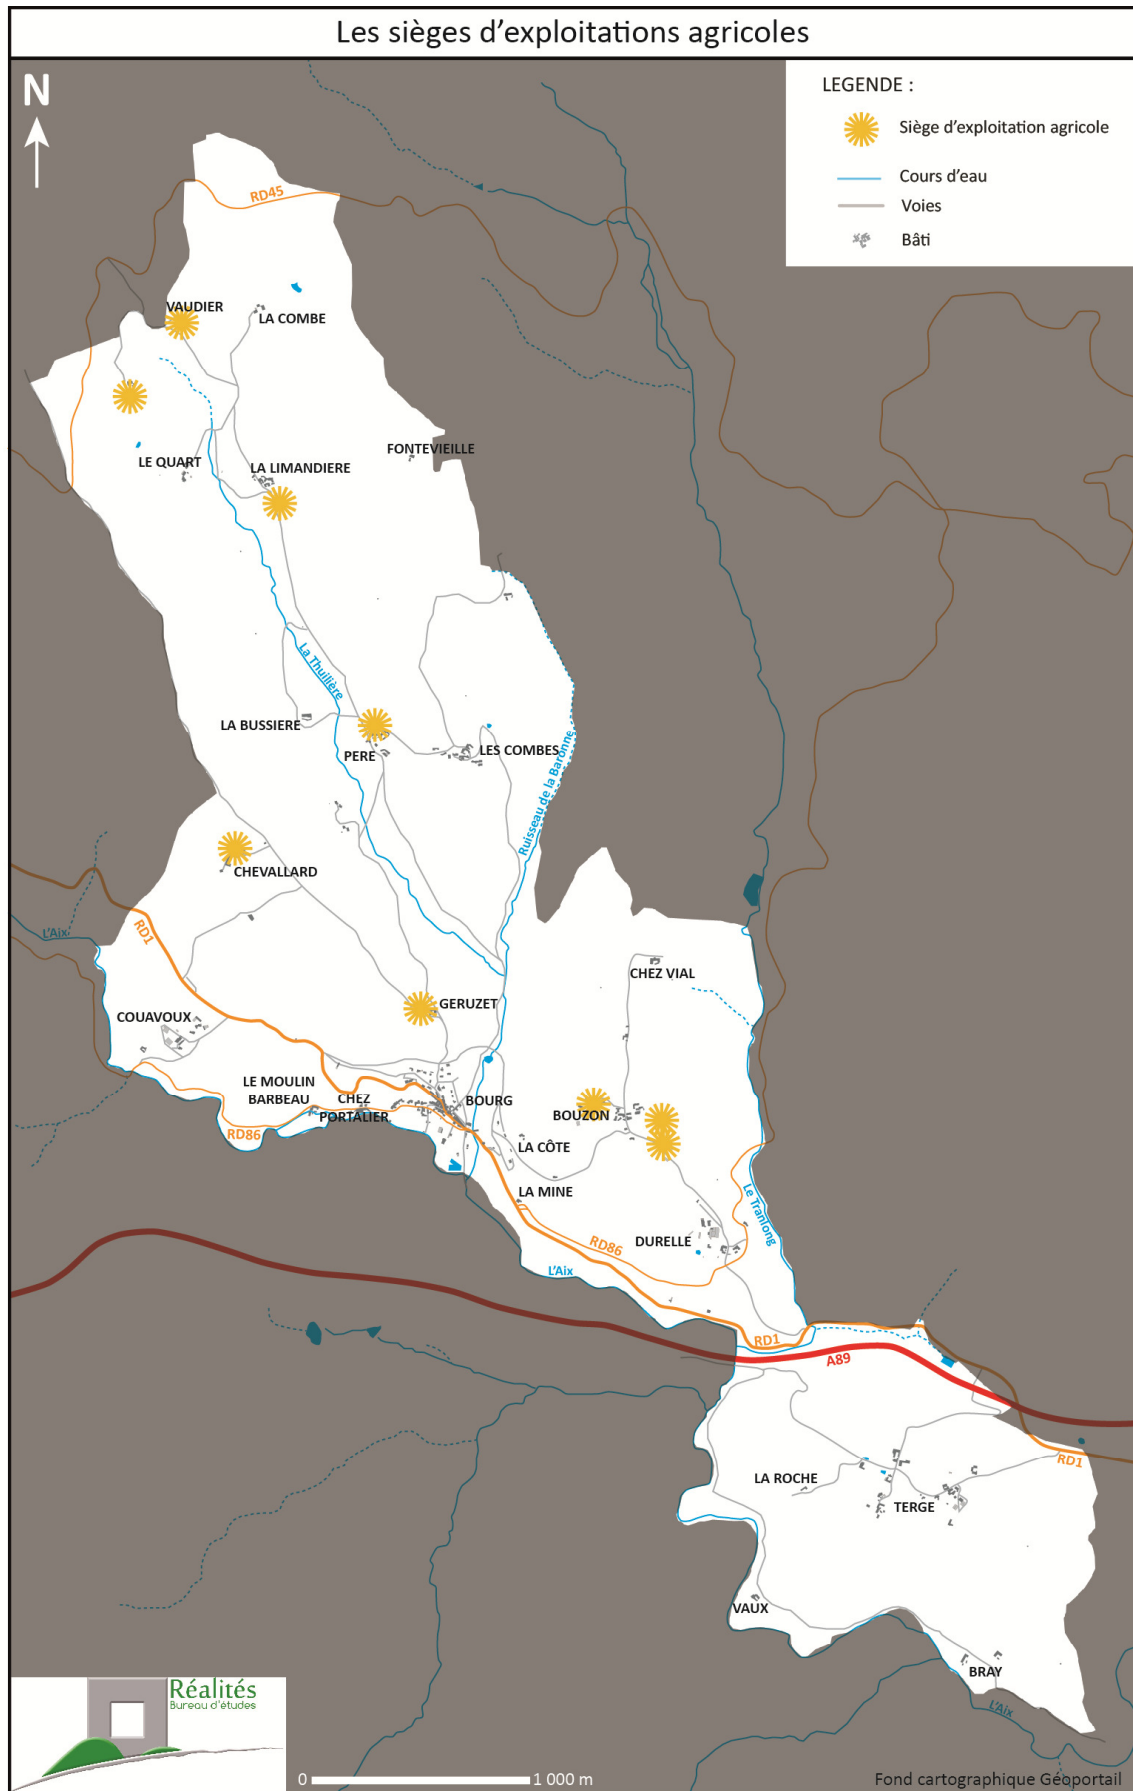 Les sièges d'exploitations agricoles
N
LEGENDE :
Siège d'exploitation agricole
Cours d'eau
Voies
Bâti
RD45
VAUDIER
LA COMBE
FONTEVIEILLE
LE QUART
LA LIMANDIERE
La Thuilière
LA BUSSIERE
PERE
LES COMBES
Ruisseau de la Baronne
CHEVALLARD
RD1
L'Aix
CHEZ VIAL
GERUZET
COUAVOUX
LE MOULIN
BARBEAU
CHEZ
PORTALIER
BOURG
BOUZON
RD86
LA CÔTE
LA MINE
Le Tranlong
DURELLE
RD86
L'Aix
RD1
A89
RD1
LA ROCHE
TERGE
VAUX
BRAY
L'Aix
Réalités
Bureau d'études
0
1 000 m
Fond cartographique Géoportail